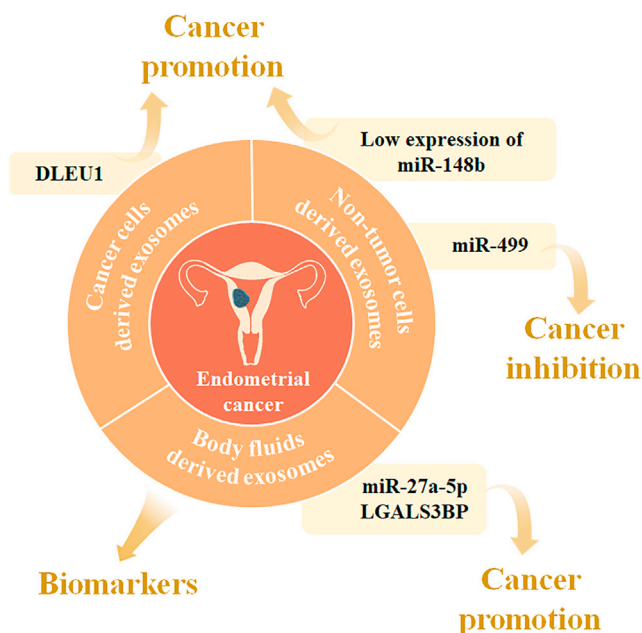 Cancer
promotion
DLEU1
Low expression of
miR-148b
Cancer cells
derived exosomes
Non-tumor cells
derived exosomes
miR-499
Cancer
inhibition
Endometrial
cancer
Body fluids
derived exosomes
miR-27a-5p
LGALS3BP
Biomarkers
Cancer
promotion